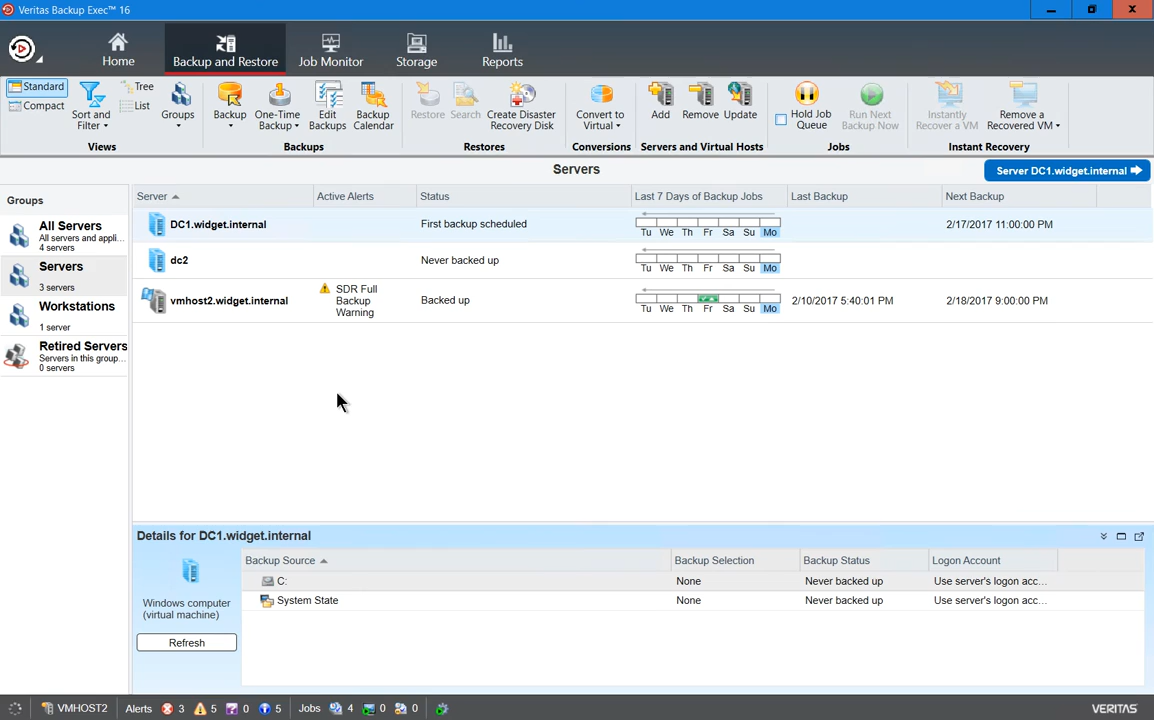 Veritas Backup Exec™ 16
Home
Backup and Restore
Job Monitor
Storage
Reports
Standard
Compact
Sort and
Filter
Tree
List
Groups
Views
Backup
One-Time
Backup
Edit
Backups
Backup
Calendar
Backups
Restore
Search
Create Disaster
Recovery Disk
Restores
Convert to
Virtual
Conversions
Add
Remove
Update
Servers and Virtual Hosts
Hold Job
Queue
Run Next
Backup Now
Jobs
Instantly
Recover a VM
Remove a
Recovered VM
Instant Recovery
Servers
Server DC1.widget.internal
Groups
All Servers
All servers and appli...
4 servers
Servers
3 servers
Workstations
1 server
Retired Servers
Servers in this group...
0 servers
Server Active Alerts Status Last 7 Days of Backup Jobs Last Backup Next Backup
DC1.widget.internal First backup scheduled 2/17/2017 11:00:00 PM
Tu We Th Fr Sa Su Mo
dc2 Never backed up
Tu We Th Fr Sa Su Mo
vmhost2.widget.internal
SDR Full
Backup
Warning
Backed up
Tu We Th Fr Sa Su Mo
2/10/2017 5:40:01 PM
2/18/2017 9:00:00 PM
Details for DC1.widget.internal
Windows computer
(virtual machine)
Refresh
Backup Source Backup Selection Backup Status Logon Account
C: None Never backed up Use server's logon acc...
System State None Never backed up Use server's logon acc...
VMHOST2 Alerts 3 5 0 5 Jobs 4 0 0 VERITAS